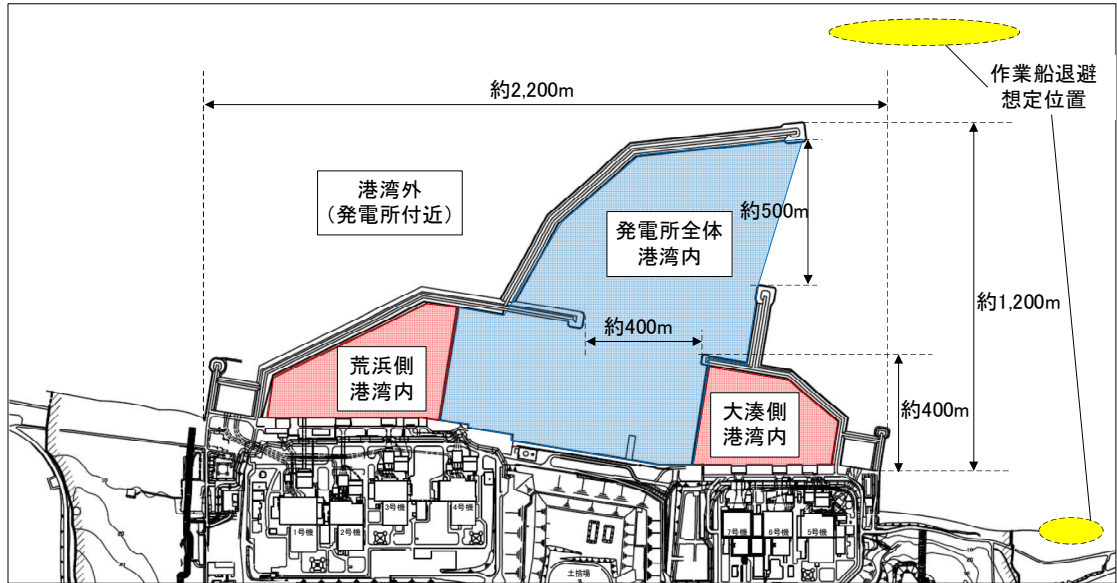 作業船退避
想定位置
約2,200m
港湾外
（発電所付近）
発電所全体
港湾内
約500m
約1,200m
約400m
荒浜側
港湾内
大湊側
港湾内
約400m
1号機
2号機
3号機
4号機
7号機
6号機
5号機
土捨場